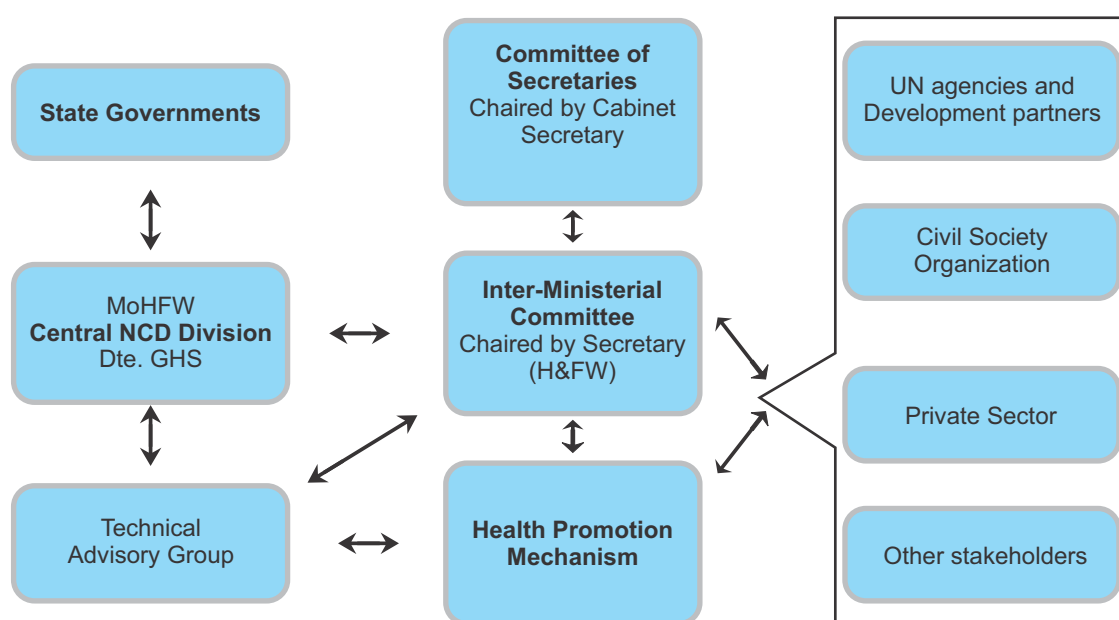 State Governments
MoHFW
Central NCD Division
Dte. GHS
Technical
Advisory Group
Committee of
Secretaries
Chaired by Cabinet
Secretary
Inter-Ministerial
Committee
Chaired by Secretary
(H&FW)
Health Promotion
Mechanism
UN agencies and
Development partners
Civil Society
Organization
Private Sector
Other stakeholders